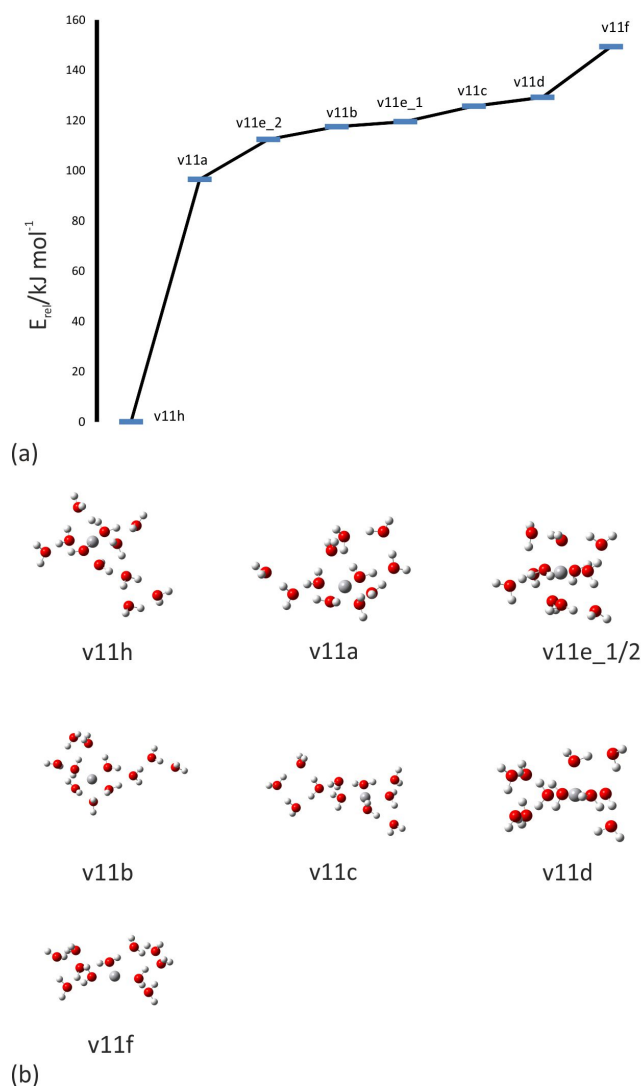 160
v11f
140
v11d
v11c
v11e_1
v11b
v11e_2
120
v11a
100
80
60
40
20
0
v11h
E_rel/kJ mol⁻¹
(a)
v11h v11a v11e_1/2
v11b v11c v11d
v11f
(b)